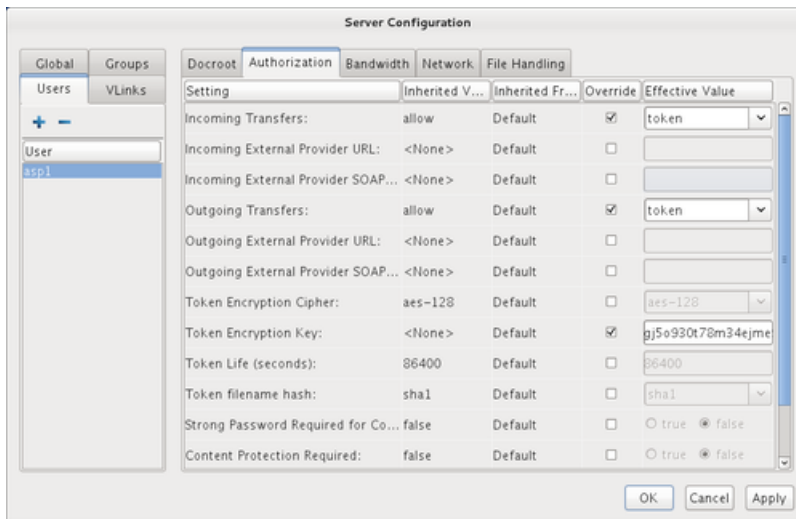 Server Configuration
Global Groups
Users VLinks
User
asp1
Docroot Authorization Bandwidth Network File Handling
Setting Inherited V... Inherited Fr... Override Effective Value
Incoming Transfers: allow Default token
Incoming External Provider URL: <None> Default
Incoming External Provider SOAP... <None> Default
Outgoing Transfers: allow Default token
Outgoing External Provider URL: <None> Default
Outgoing External Provider SOAP... <None> Default
Token Encryption Cipher: aes-128 Default aes-128
Token Encryption Key: <None> Default gj5o930t78m34ejme
Token Life (seconds): 86400 Default 86400
Token filename hash: sha1 Default sha1
Strong Password Required for Co... false Default true false
Content Protection Required: false Default true false
OK Cancel Apply